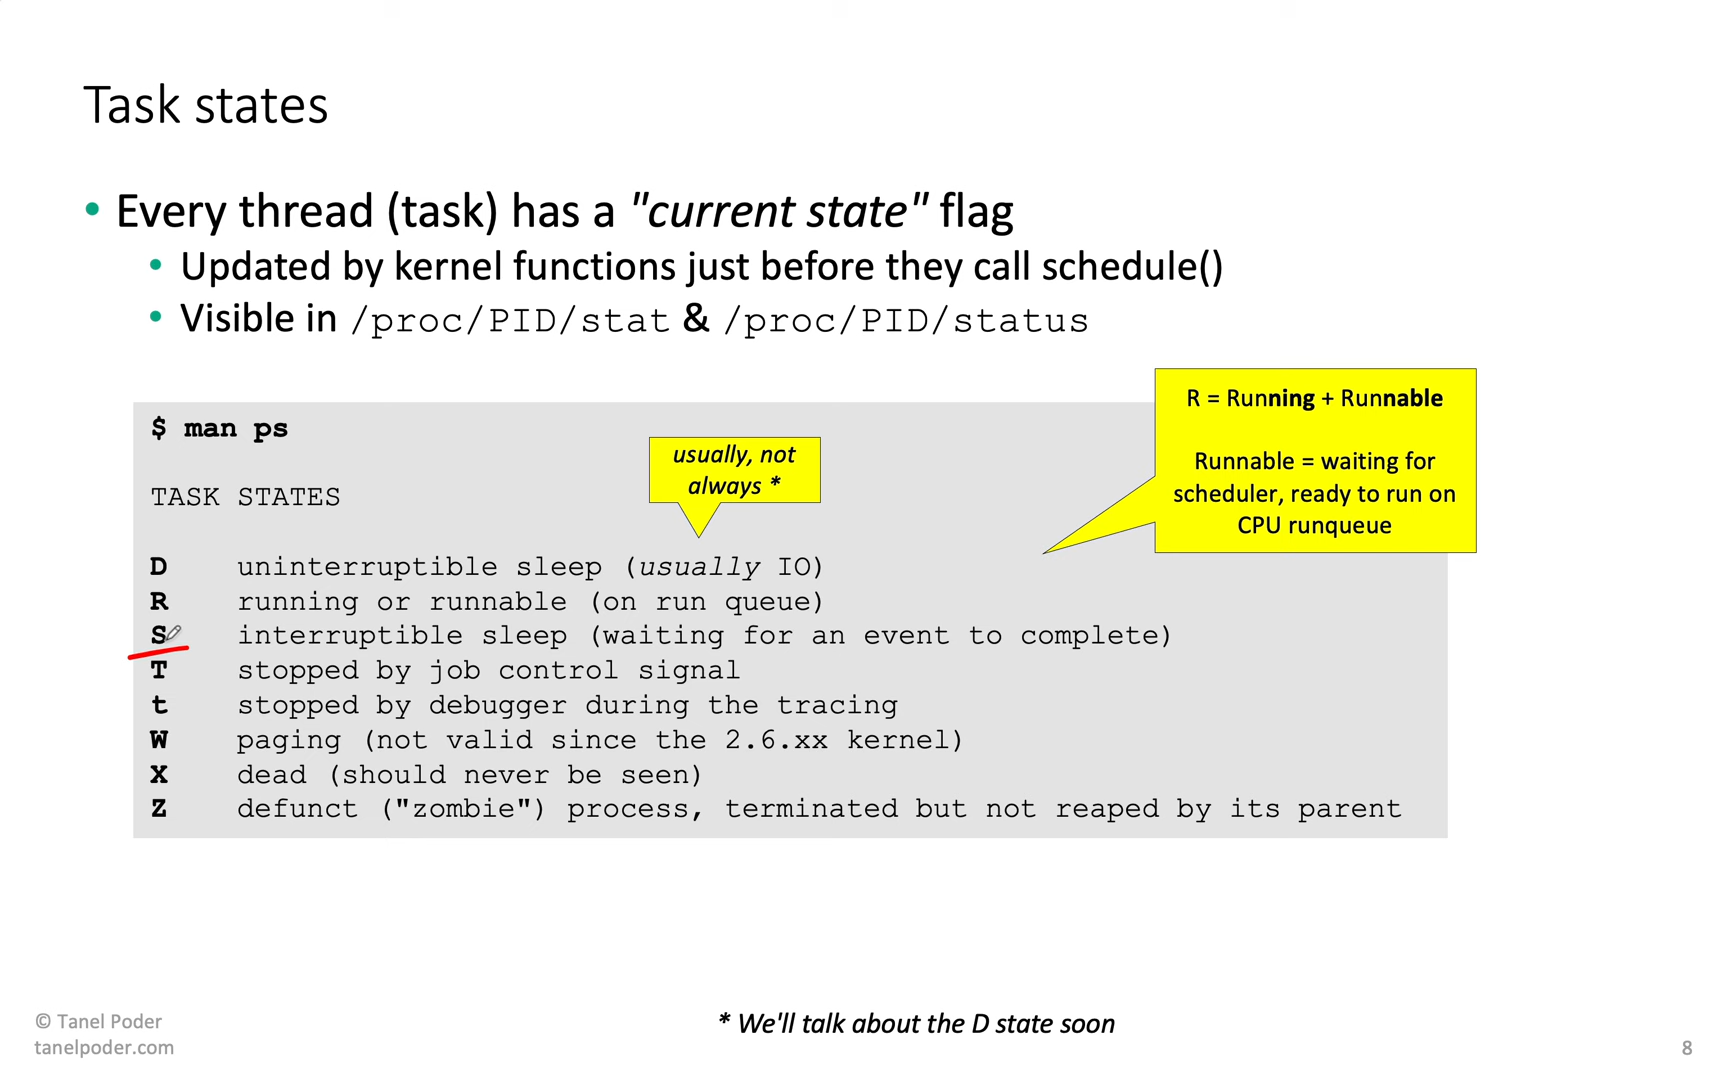 Task states
• Every thread (task) has a "current state" flag
• Updated by kernel functions just before they call schedule()
• Visible in /proc/PID/stat & /proc/PID/status
R = Running + Runnable
Runnable = waiting for
scheduler, ready to run on
CPU runqueue
$ man ps
usually, not
always *
TASK STATES
D uninterruptible sleep (usually IO)
R running or runnable (on run queue)
S interruptible sleep (waiting for an event to complete)
T stopped by job control signal
t stopped by debugger during the tracing
W paging (not valid since the 2.6.xx kernel)
X dead (should never be seen)
Z defunct ("zombie") process, terminated but not reaped by its parent
© Tanel Poder
tanelpoder.com
* We'll talk about the D state soon
8